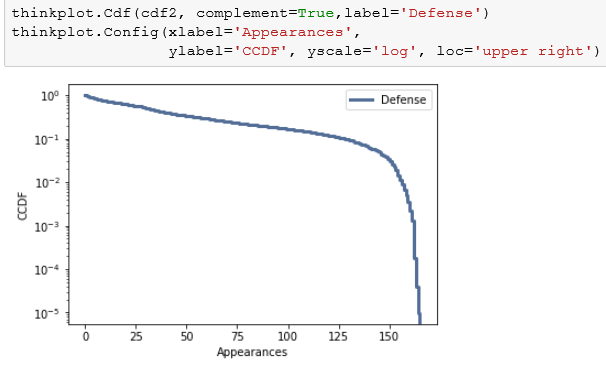 thinkplot.Cdf(cdf2, complement=True,label='Defense')
thinkplot.Config(xlabel='Appearances',
ylabel='CCDF', yscale='log', loc='upper right')
Defense
10⁰
10⁻¹
10⁻²
10⁻³
10⁻⁴
10⁻⁵
CCDF
0 25 50 75 100 125 150
Appearances